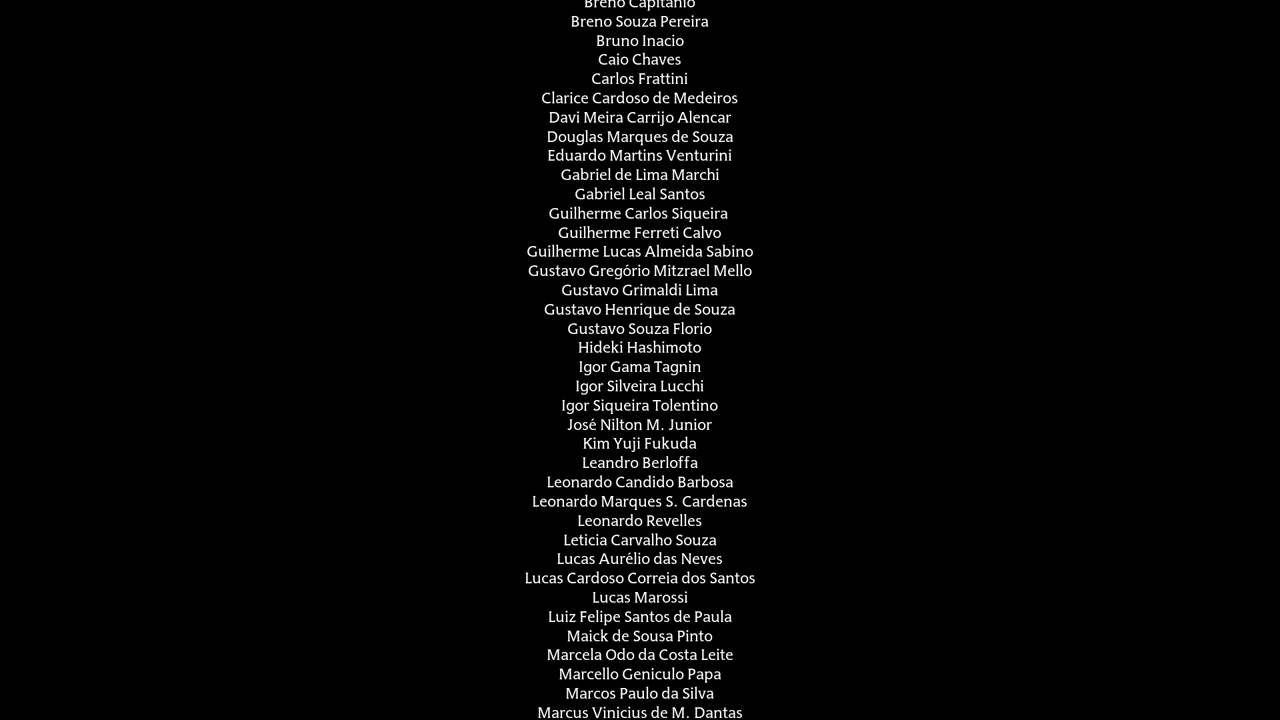 Breno Capitanio
Breno Souza Pereira
Bruno Inacio
Caio Chaves
Carlos Frattini
Clarice Cardoso de Medeiros
Davi Meira Carrijo Alencar
Douglas Marques de Souza
Eduardo Martins Venturini
Gabriel de Lima Marchi
Gabriel Leal Santos
Guilherme Carlos Siqueira
Guilherme Ferreti Calvo
Guilherme Lucas Almeida Sabino
Gustavo Gregório Mitzrael Mello
Gustavo Grimaldi Lima
Gustavo Henrique de Souza
Gustavo Souza Florio
Hideki Hashimoto
Igor Gama Tagnin
Igor Silveira Lucchi
Igor Siqueira Tolentino
José Nilton M. Junior
Kim Yuji Fukuda
Leandro Berloffa
Leonardo Candido Barbosa
Leonardo Marques S. Cardenas
Leonardo Revelles
Leticia Carvalho Souza
Lucas Aurélio das Neves
Lucas Cardoso Correia dos Santos
Lucas Marossi
Luiz Felipe Santos de Paula
Maick de Sousa Pinto
Marcela Odo da Costa Leite
Marcello Geniculo Papa
Marcos Paulo da Silva
Marcus Vinicius de M. Dantas